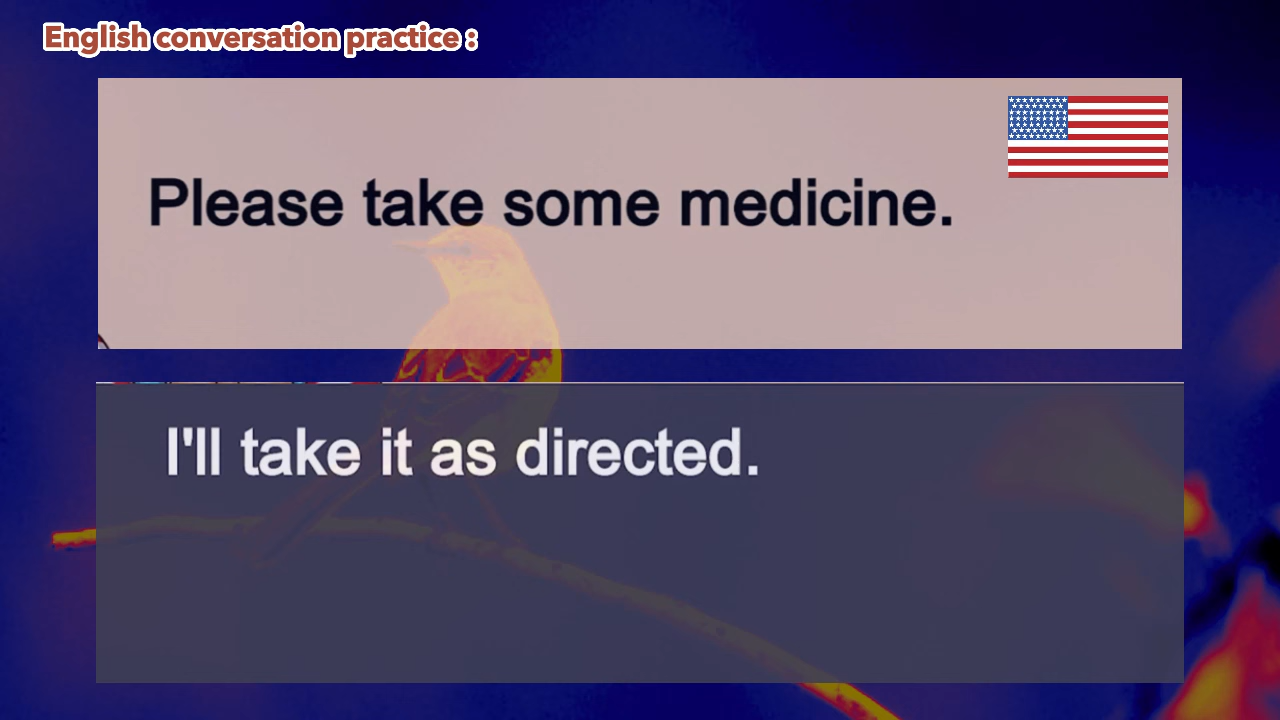 English conversation practice :
Please take some medicine.
I'll take it as directed.